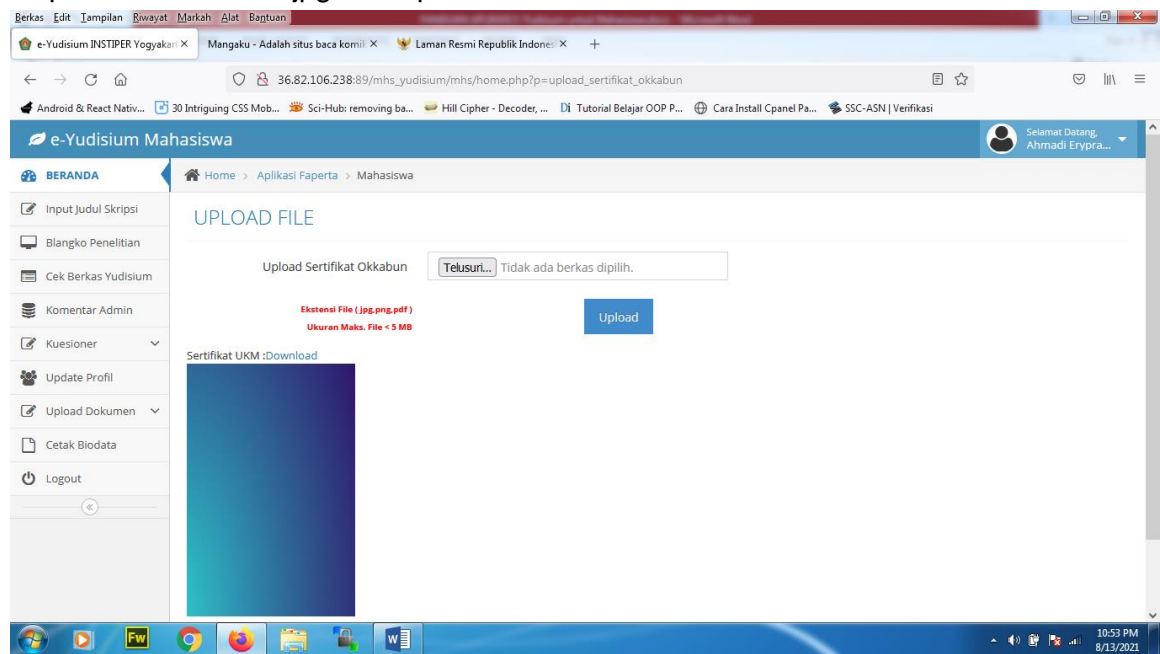 Berkas Edit Tampilan Riwayat Markah Alat Bantuan
e-Yudisium INSTIPER Yogyakart
Mangaku - Adalah situs baca komik
Laman Resmi Republik Indones
36.82.106.238:89/mhs_yudisium/mhs/home.php?p=upload_sertifikat_okkabun
Android & React Nativ... 30 Intriguing CSS Mob... Sci-Hub: removing ba... Hill Cipher - Decoder, ... Tutorial Belajar OOP P... Cara Install Cpanel Pa... SSC-ASN | Verifikasi
e-Yudisium Mahasiswa
Selamat Datang,
Ahmadi Erypra...
BERANDA
Home > Aplikasi Faperta > Mahasiswa
Input Judul Skripsi
Blangko Penelitian
Cek Berkas Yudisium
Komentar Admin
Kuesioner
Update Profil
Upload Dokumen
Cetak Biodata
Logout
UPLOAD FILE
Upload Sertifikat Okkabun Telusuri... Tidak ada berkas dipilih.
Ekstensi File ( jpg,png,pdf )
Ukuran Maks. File < 5 MB
Upload
Sertifikat UKM :Download
Fw
W
10:53 PM
8/13/2021